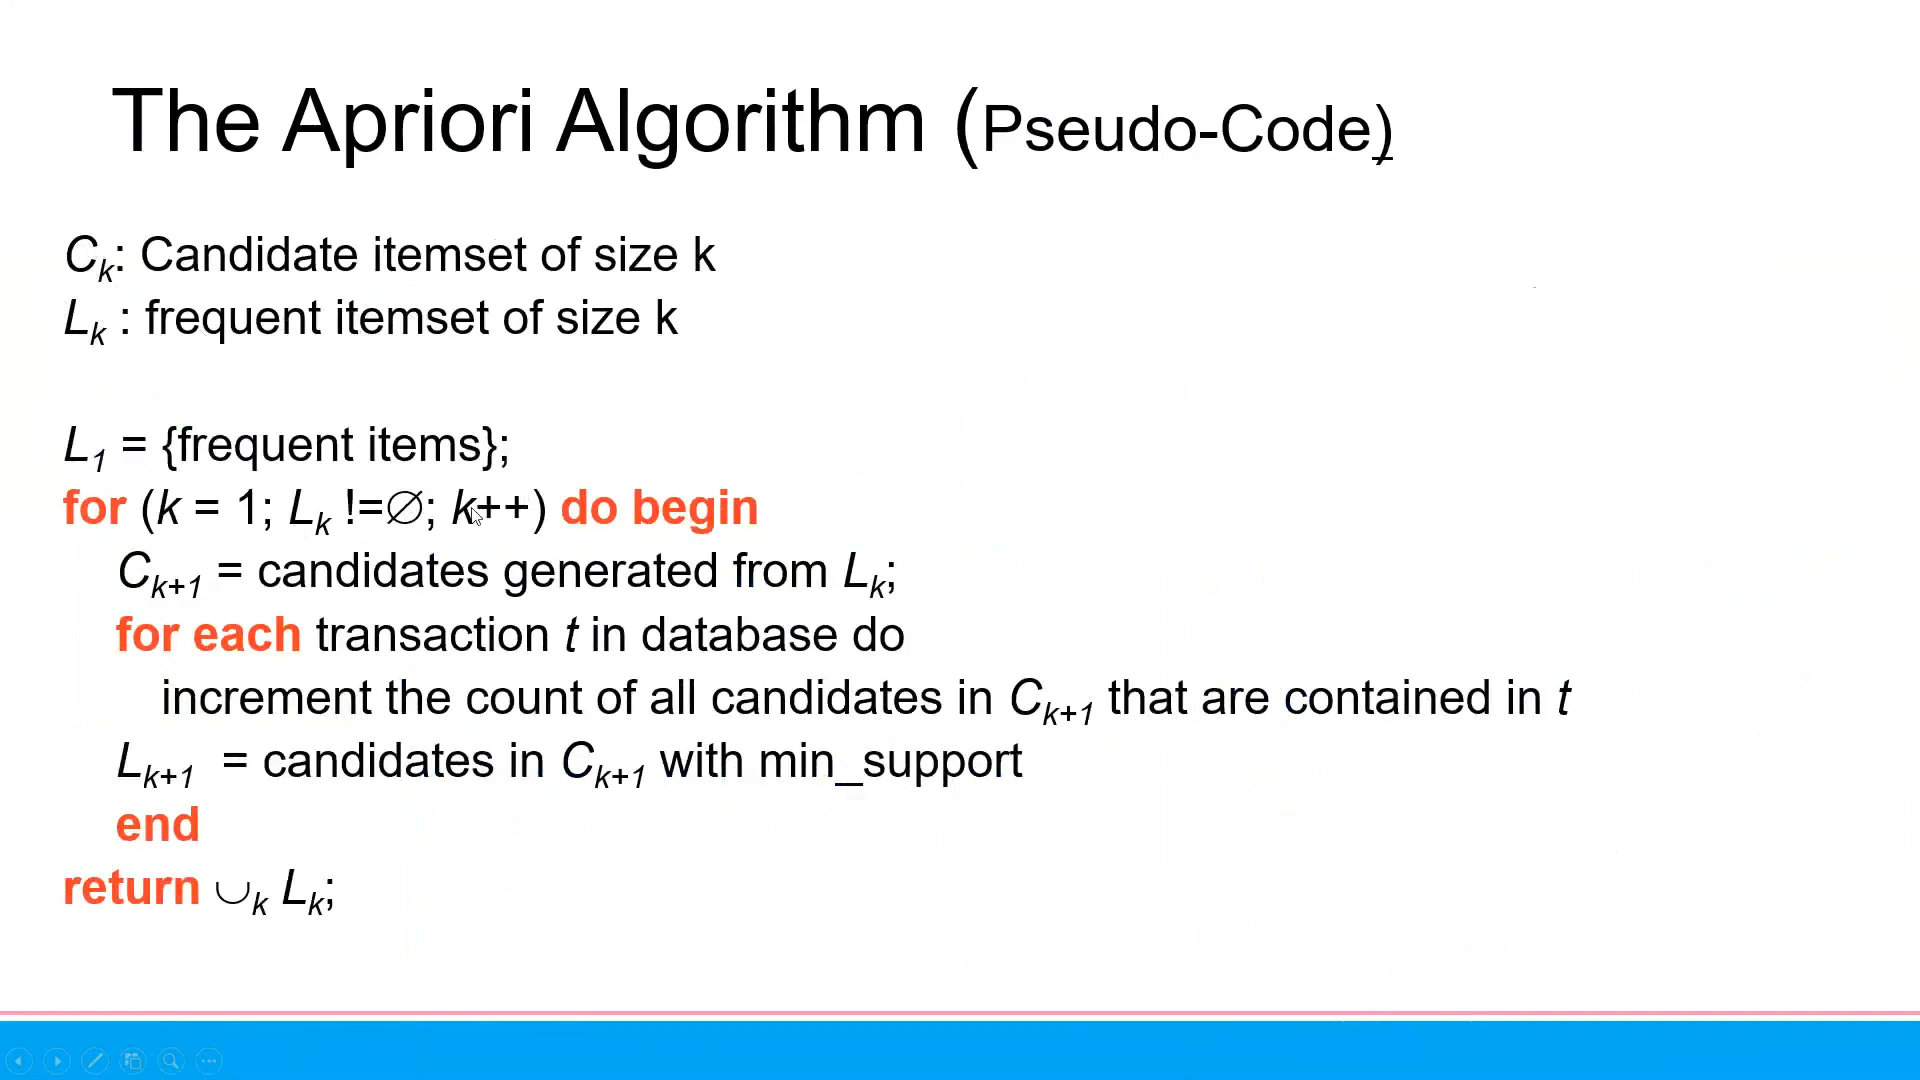 The Apriori Algorithm (Pseudo-Code)
Cₖ: Candidate itemset of size k
Lₖ : frequent itemset of size k
L₁ = {frequent items};
for (k = 1; Lₖ !=∅; k++) do begin
Cₖ₊₁ = candidates generated from Lₖ;
for each transaction t in database do
increment the count of all candidates in Cₖ₊₁ that are contained in t
Lₖ₊₁ = candidates in Cₖ₊₁ with min_support
end
return ∪ₖ Lₖ;